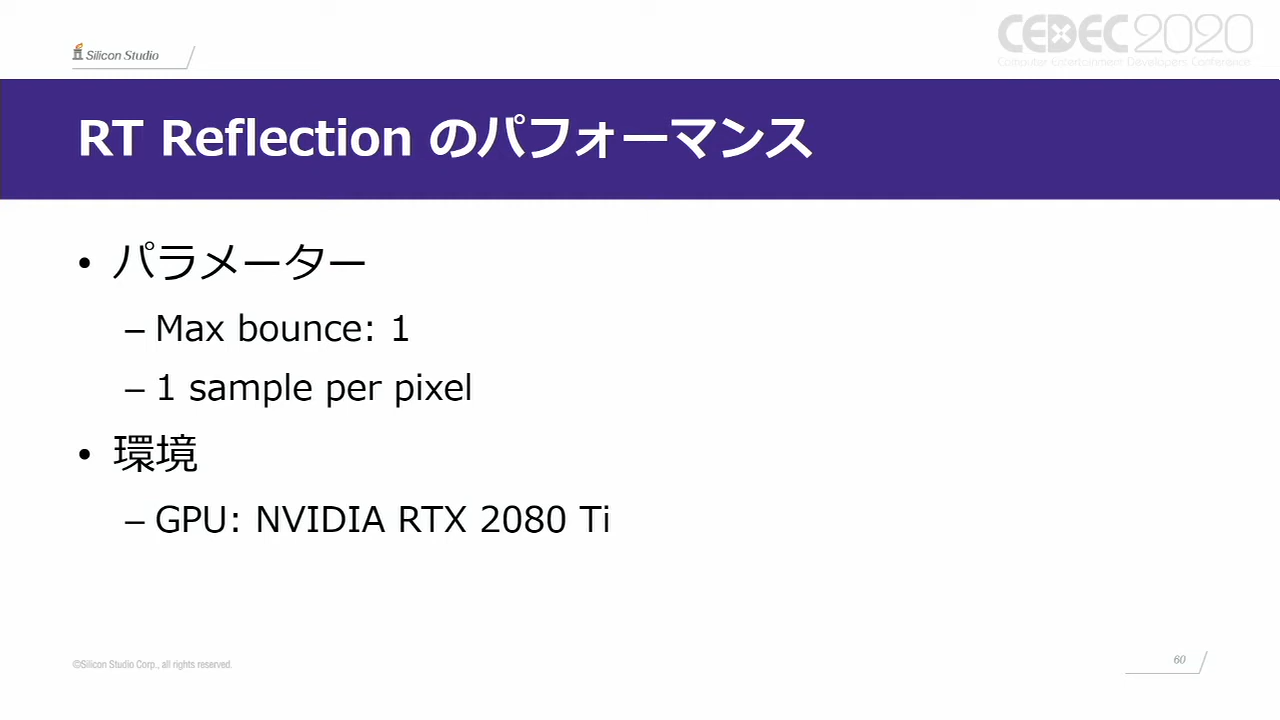 Silicon Studio
CEDEC2020
Computer Entertainment Developers Conference
RT Reflection のパフォーマンス
• パラメーター
– Max bounce: 1
– 1 sample per pixel
• 環境
– GPU: NVIDIA RTX 2080 Ti
©Silicon Studio Corp., all rights reserved.
60